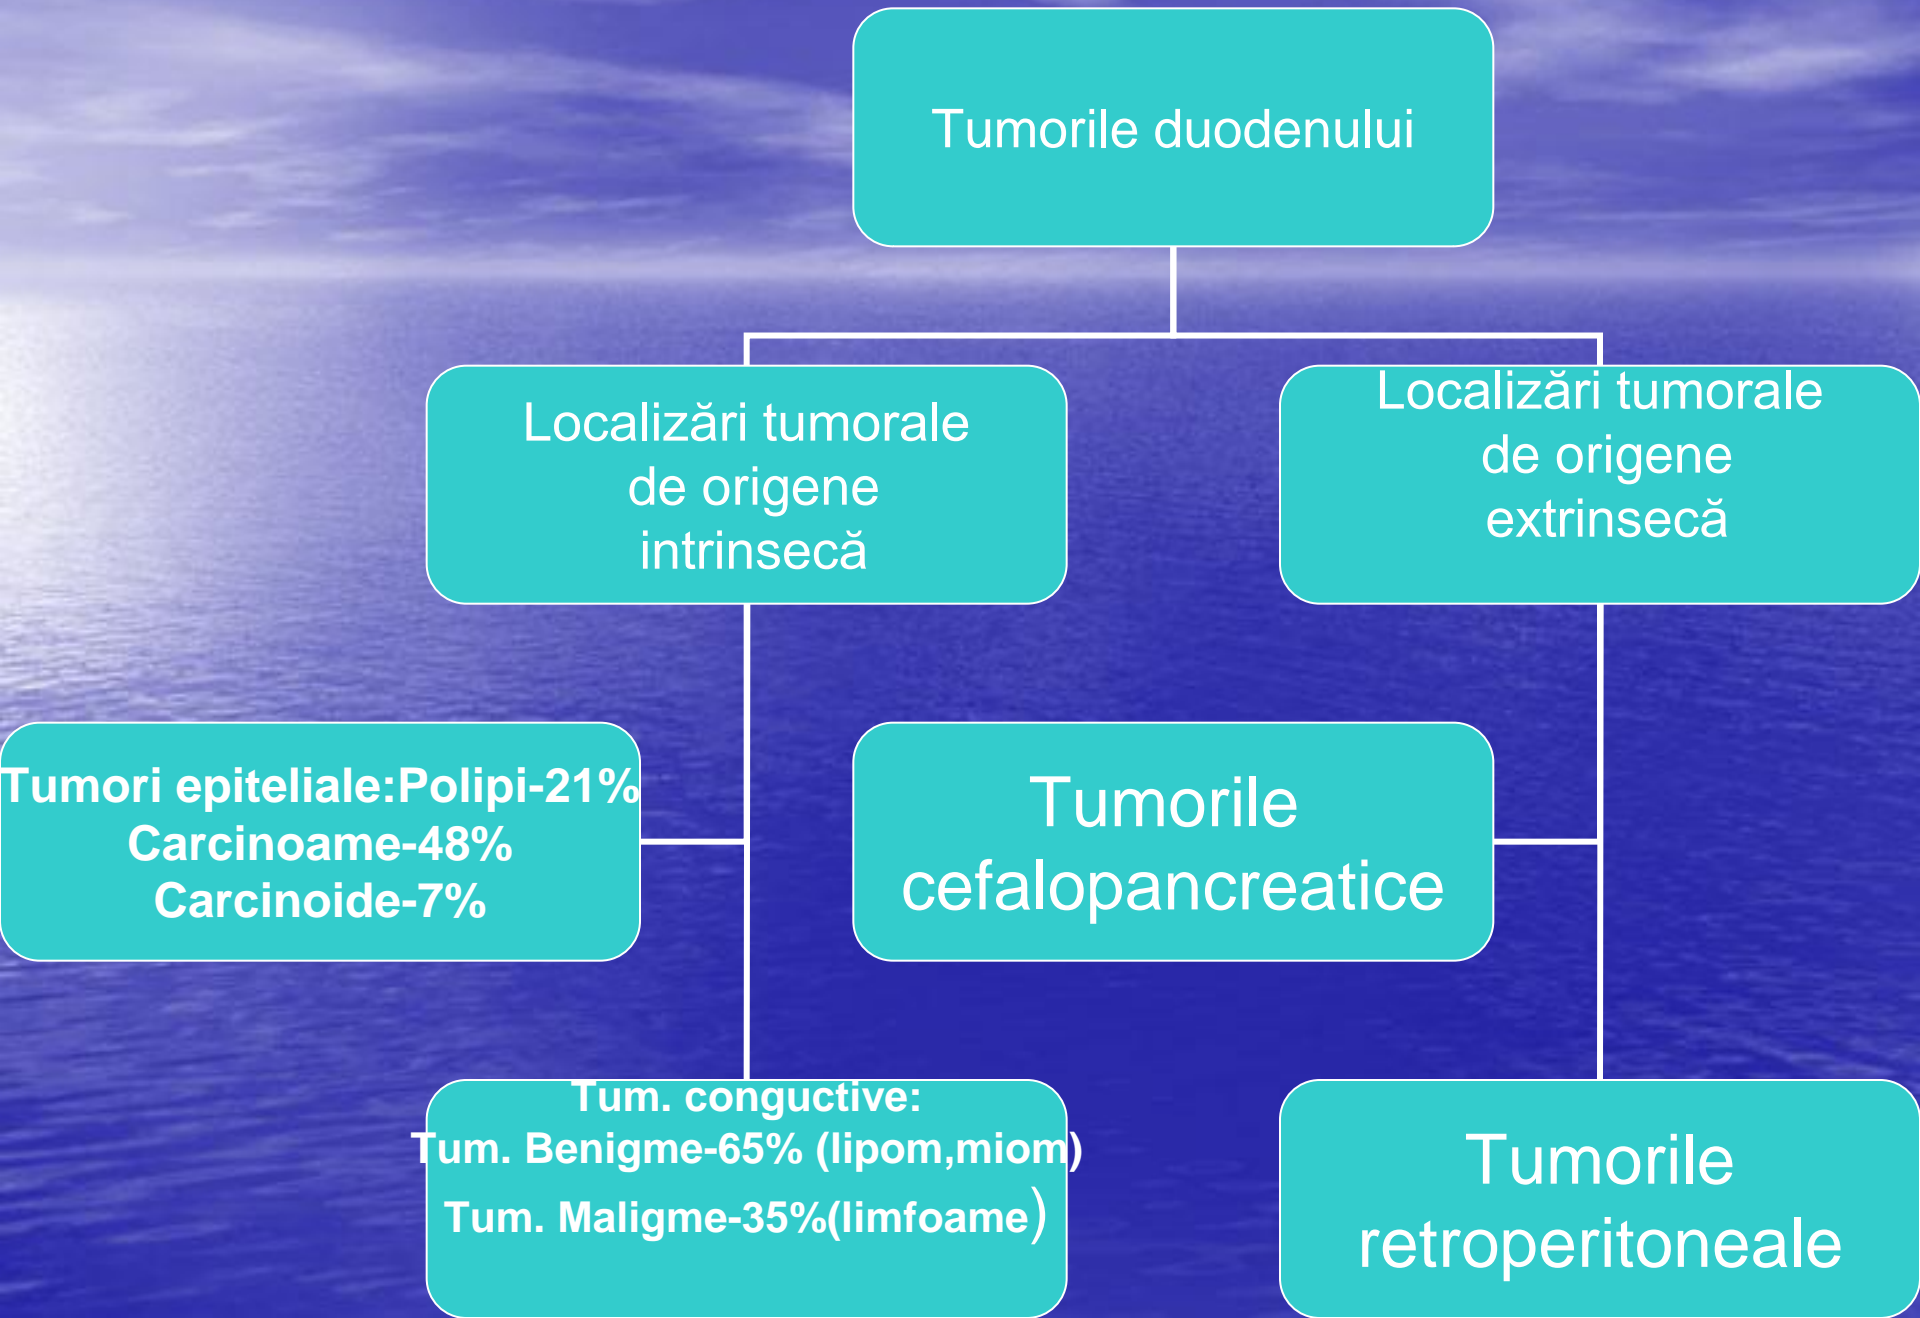 Tumorile duodenului
Localizări tumorale
de origene
intrinsecă
Localizări tumorale
de origene
extrinsecă
Tumori epiteliale:Polipi-21%
Carcinoame-48%
Carcinoide-7%
Tumorile
cefalopancreatice
Tum. conguctive:
Tum. Benigme-65% (lipom,miom)
Tum. Maligme-35%(limfoame)
Tumorile
retroperitoneale